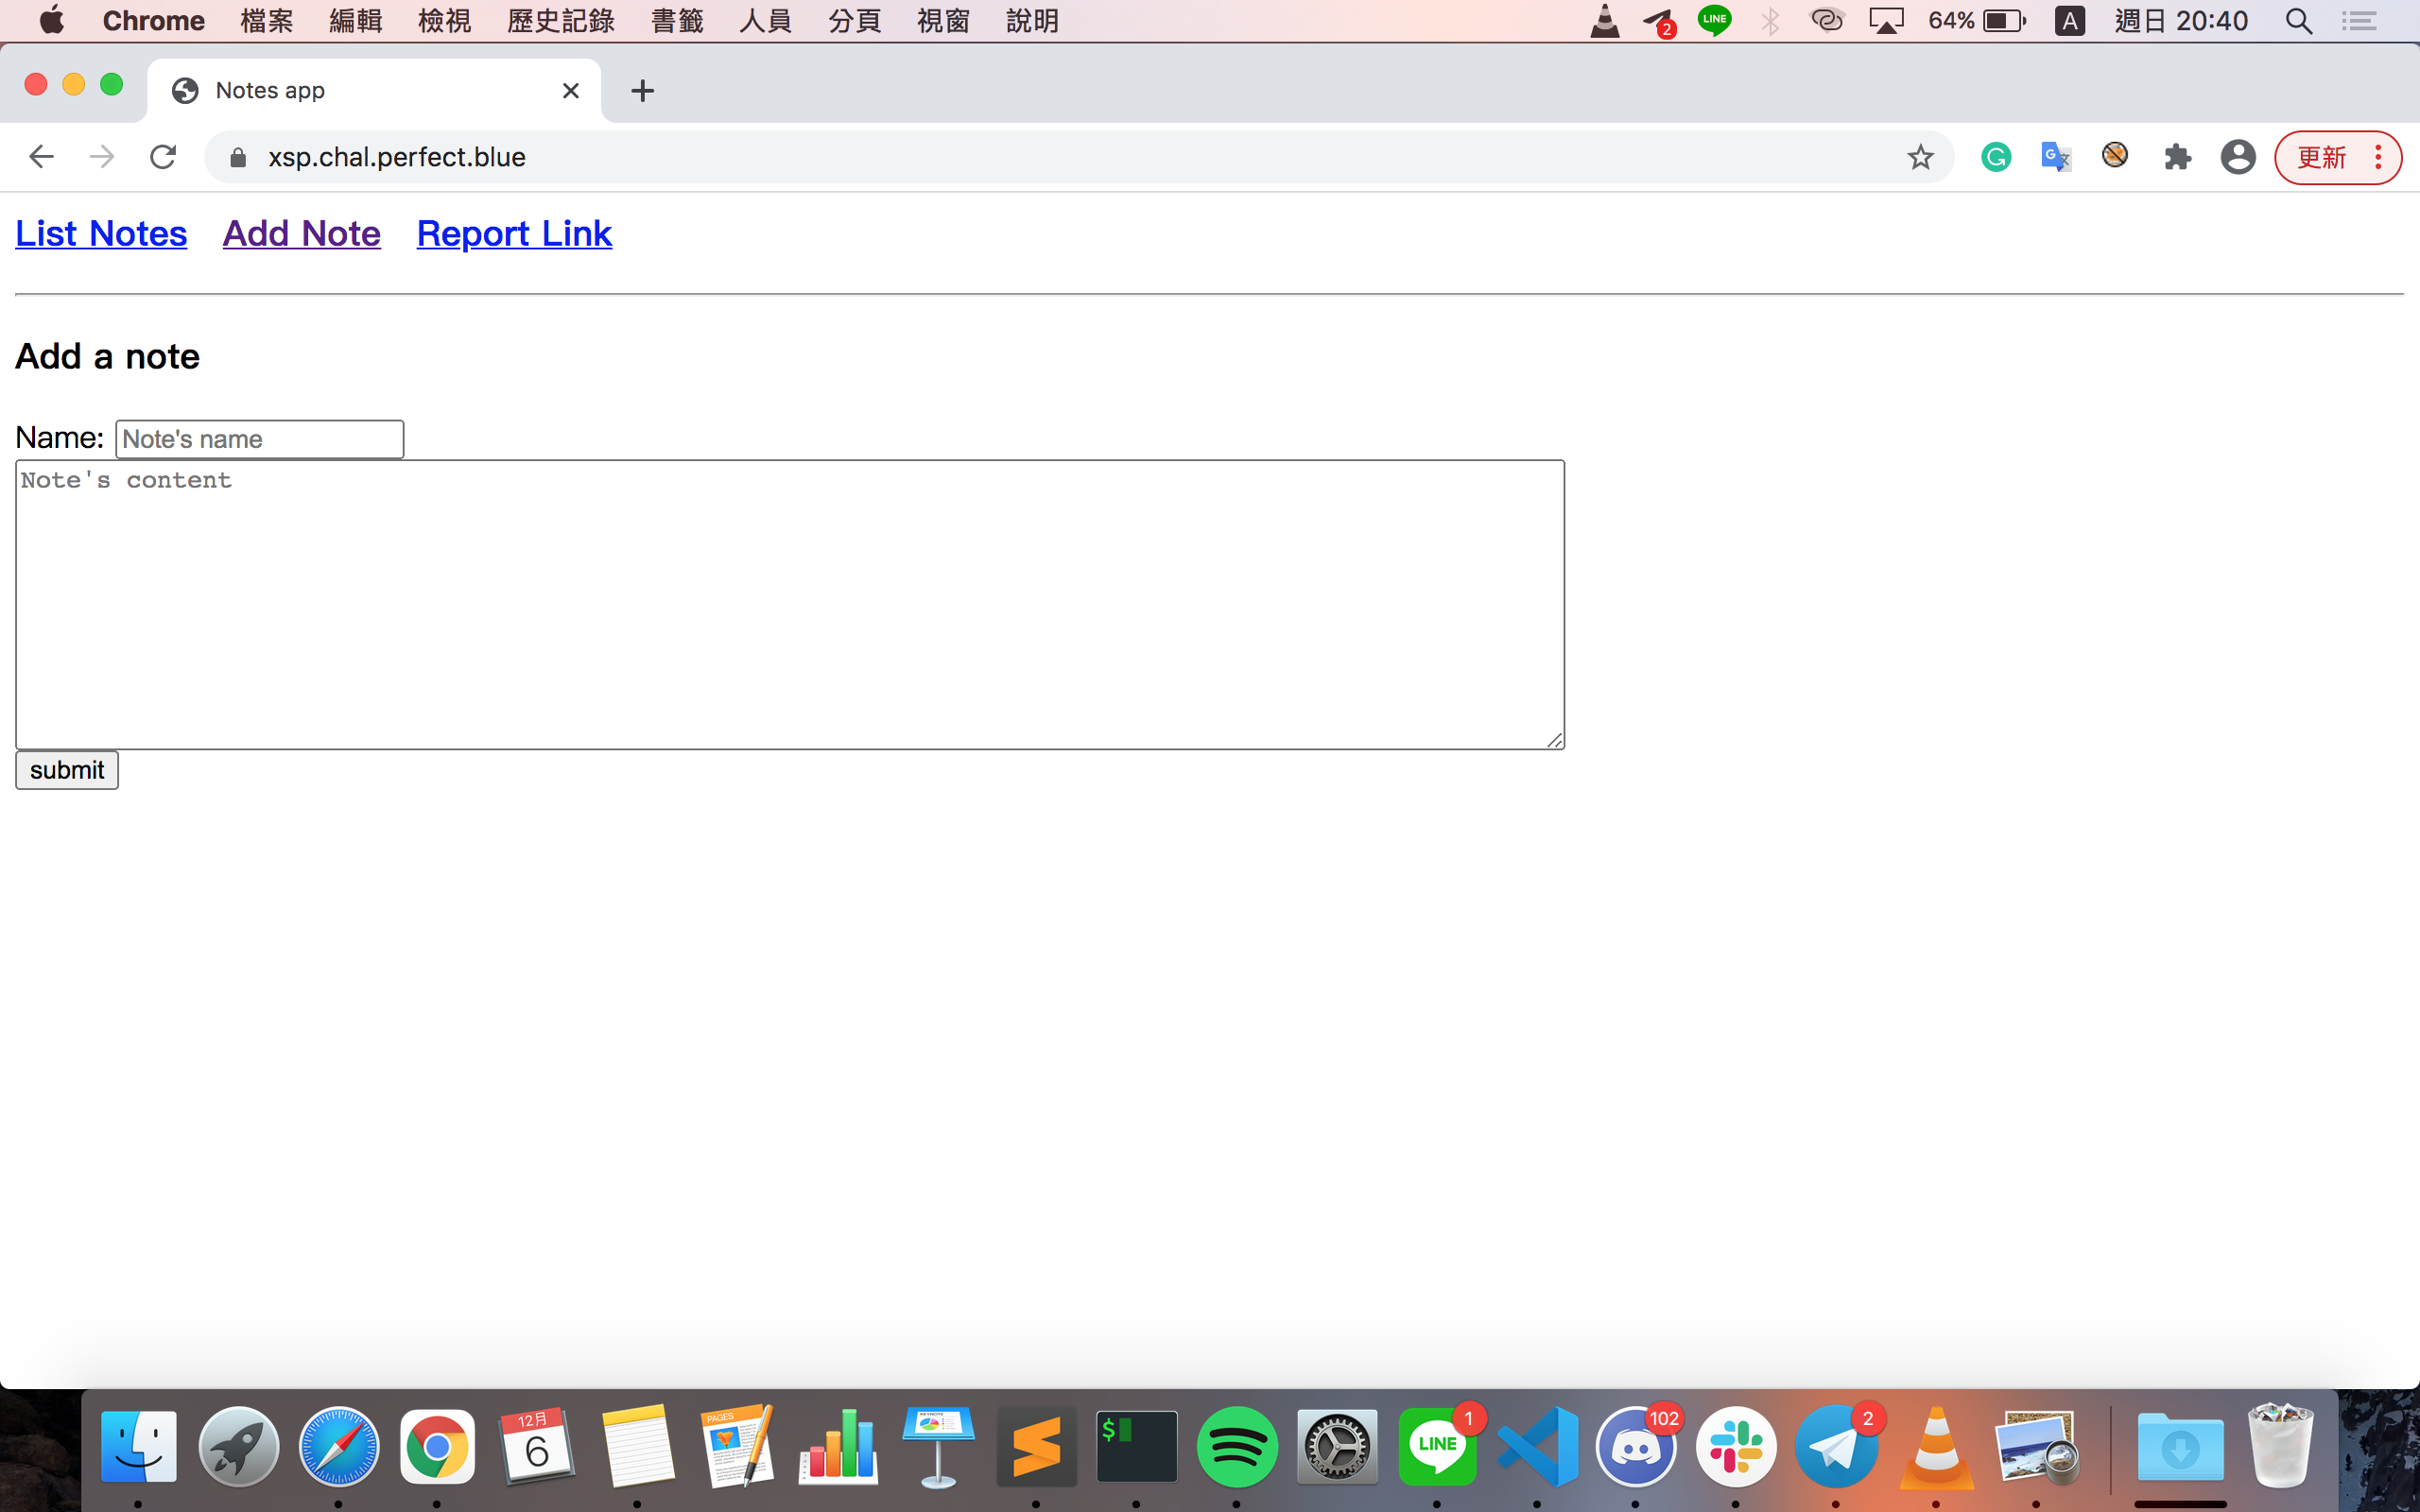 Chrome 檔案 編輯 檢視 歷史記錄 書籤 人員 分頁 視窗 說明 2 LINE 64% A 週日 20:40
Notes app
xsp.chal.perfect.blue G 更新
List Notes Add Note Report Link
Add a note
Name: Note's name
Note's content
submit
12月 6 PAGES KEYNOTE $ LINE 1 102 2